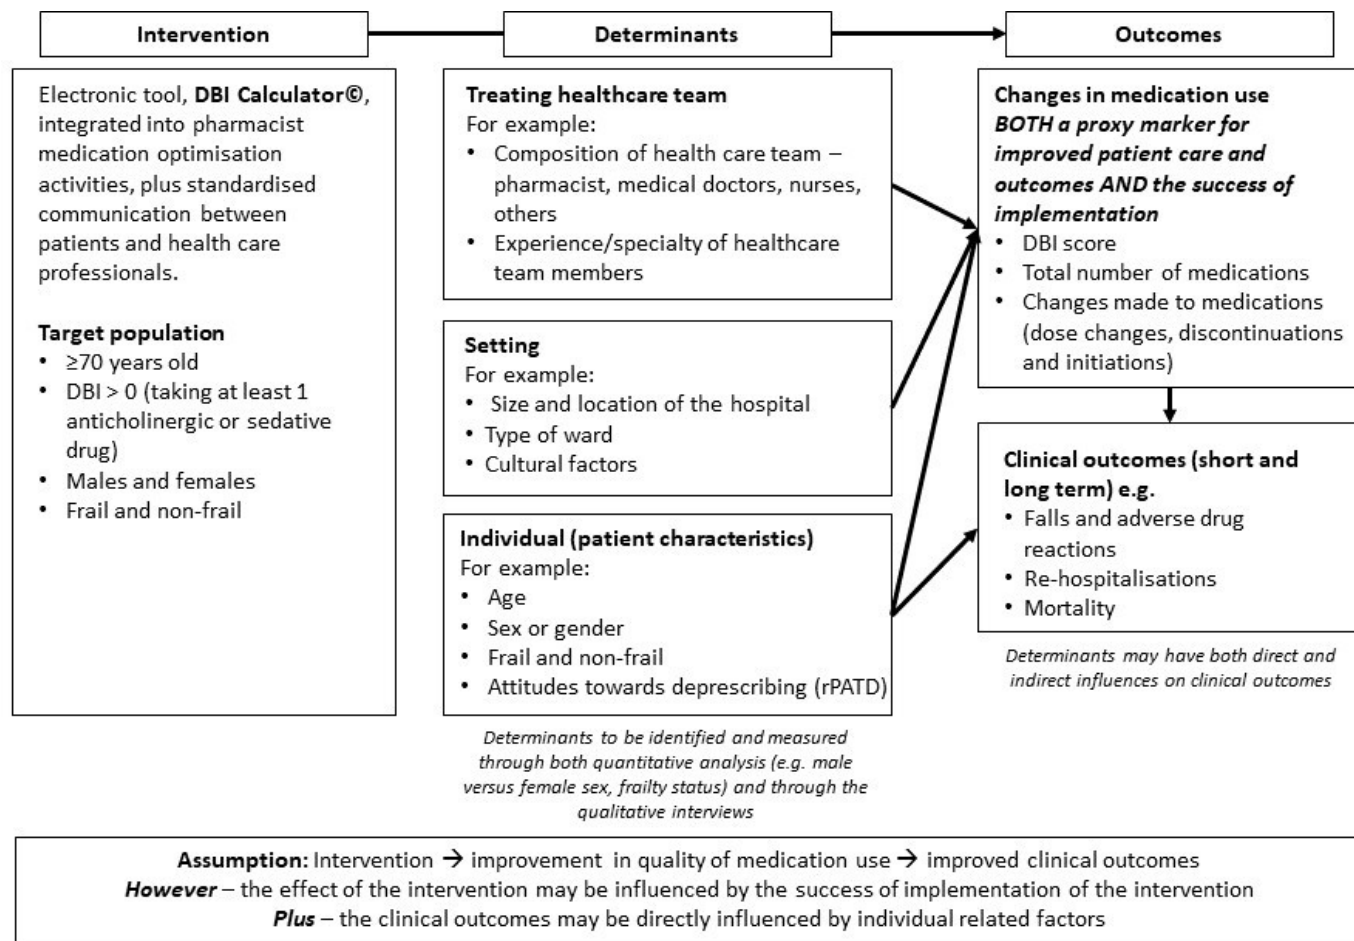 Intervention
Determinants
Outcomes
Electronic tool, DBI Calculator©,
integrated into pharmacist
medication optimisation
activities, plus standardised
communication between
patients and health care
professionals.
Target population
• ≥70 years old
• DBI > 0 (taking at least 1
anticholinergic or sedative
drug)
• Males and females
• Frail and non-frail
Treating healthcare team
For example:
• Composition of health care team –
pharmacist, medical doctors, nurses,
others
• Experience/specialty of healthcare
team members
Setting
For example:
• Size and location of the hospital
• Type of ward
• Cultural factors
Individual (patient characteristics)
For example:
• Age
• Sex or gender
• Frail and non-frail
• Attitudes towards deprescribing (rPATD)
Determinants to be identified and measured
through both quantitative analysis (e.g. male
versus female sex, frailty status) and through the
qualitative interviews
Changes in medication use
BOTH a proxy marker for
improved patient care and
outcomes AND the success of
implementation
• DBI score
• Total number of medications
• Changes made to medications
(dose changes, discontinuations
and initiations)
Clinical outcomes (short and
long term) e.g.
• Falls and adverse drug
reactions
• Re-hospitalisations
• Mortality
Determinants may have both direct and
indirect influences on clinical outcomes
Assumption: Intervention → improvement in quality of medication use → improved clinical outcomes
However – the effect of the intervention may be influenced by the success of implementation of the intervention
Plus – the clinical outcomes may be directly influenced by individual related factors